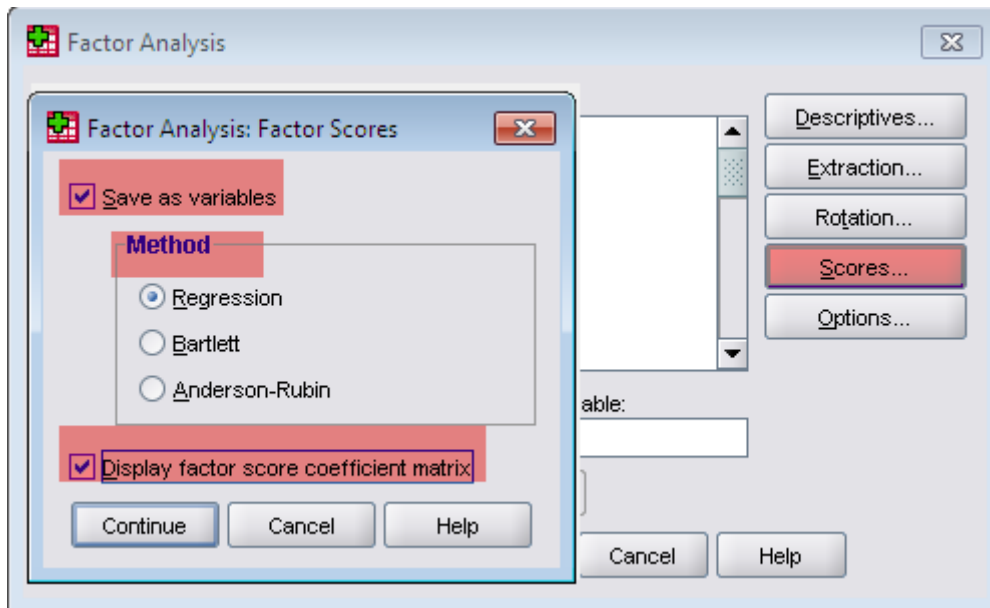 Factor Analysis
Factor Analysis: Factor Scores
Save as variables
Method
Regression
Bartlett
Anderson-Rubin
Display factor score coefficient matrix
Continue Cancel Help
Descriptives...
Extraction...
Rotation...
Scores...
Options...
able:
Cancel Help